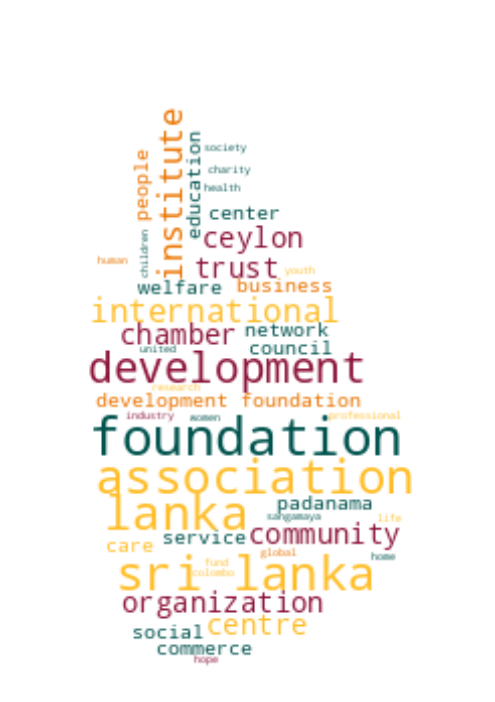 institute
society
education
people
charity
health
center
ceylon
children
human
trust
youth
welfare business
international
chamber network
united council
development
research
development foundation
industry women professional
foundation
association
lanka padanama
sangamaya life
service community
care global home
fund
sri lanka
colombo
organization
social centre
commerce
hope